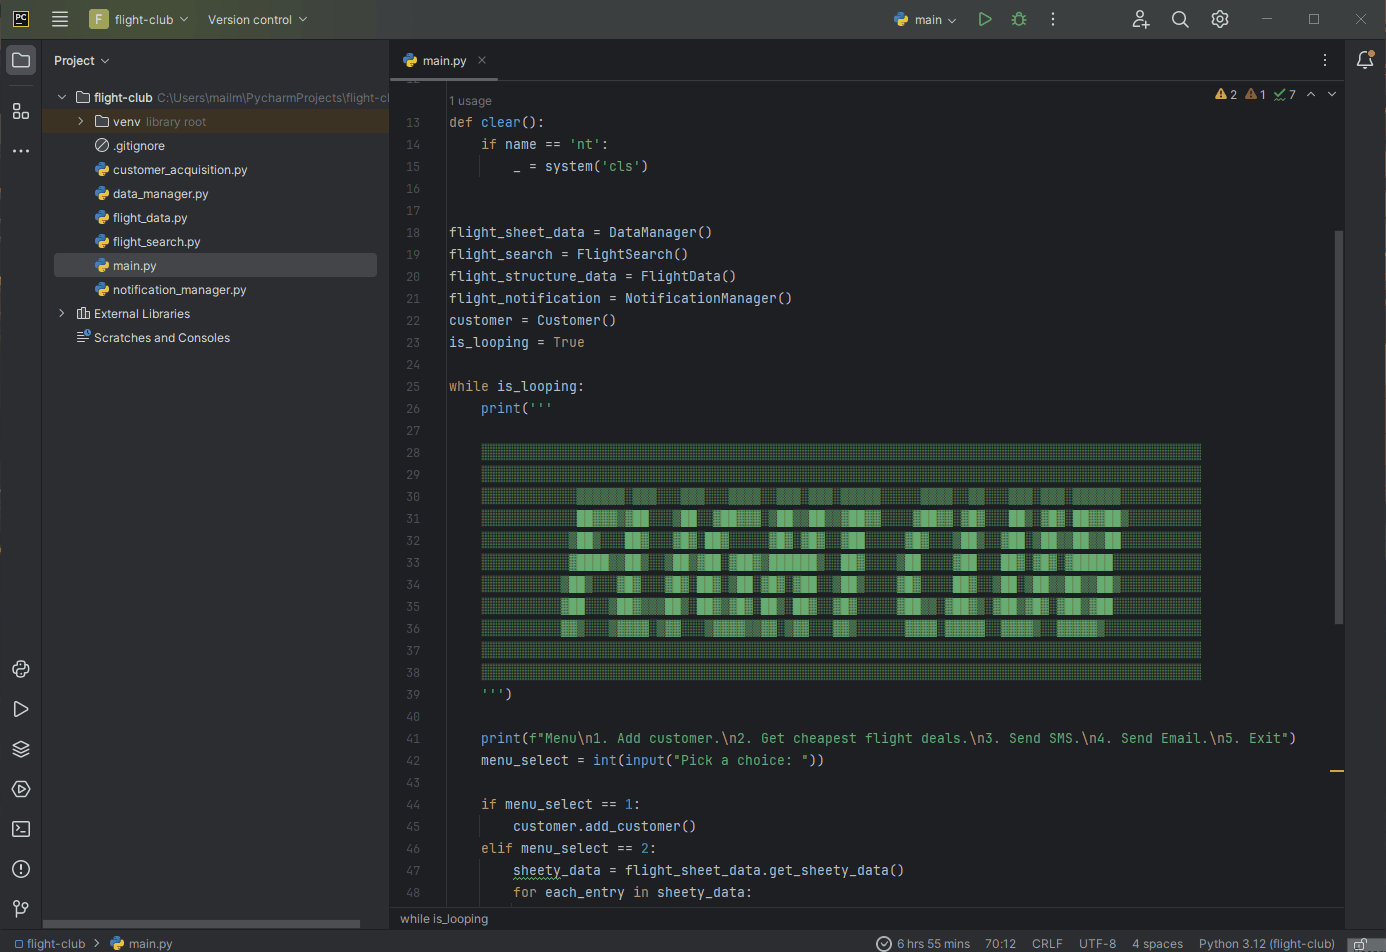 PC
F flight-club Version control main
Project
main.py
flight-club C:\Users\mailm\PycharmProjects\flight-cl
venv library root
.gitignore
customer_acquisition.py
data_manager.py
flight_data.py
flight_search.py
main.py
notification_manager.py
External Libraries
Scratches and Consoles
2 1 7
12
1 usage
13 def clear():
14 if name == 'nt':
15 _ = system('cls')
16
17
18 flight_sheet_data = DataManager()
19 flight_search = FlightSearch()
20 flight_structure_data = FlightData()
21 flight_notification = NotificationManager()
22 customer = Customer()
23 is_looping = True
24
25 while is_looping:
26 print('''
27
28
29
30
31
32
33
34
35
36
37
38
39 ''')
40
41 print(f"Menu\n1. Add customer.\n2. Get cheapest flight deals.\n3. Send SMS.\n4. Send Email.\n5. Exit")
42 menu_select = int(input("Pick a choice: "))
43
44 if menu_select == 1:
45 customer.add_customer()
46 elif menu_select == 2:
47 sheety_data = flight_sheet_data.get_sheety_data()
48 for each_entry in sheety_data:
while is_looping
flight-club > main.py
6 hrs 55 mins 70:12 CRLF UTF-8 4 spaces Python 3.12 (flight-club)